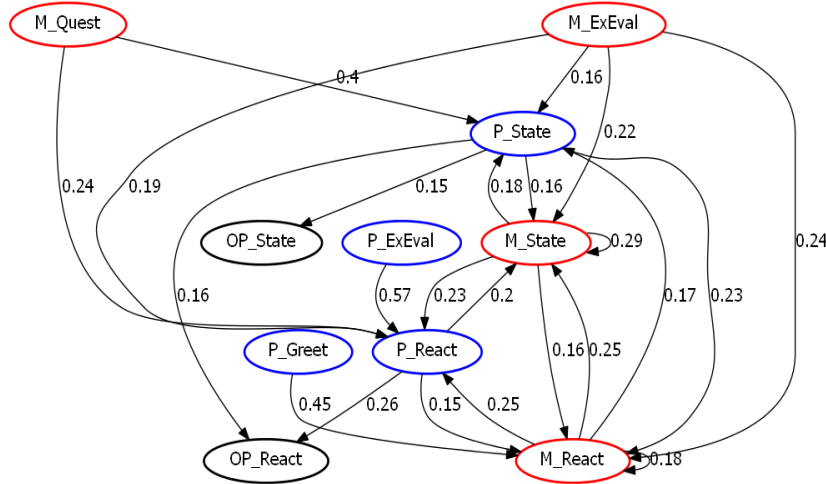 M_Quest
M_ExEval
0.4
0.16
P_State
0.22
0.24
0.19
0.15
0.18
0.16
OP_State
P_ExEval
M_State
0.29
0.24
0.16
0.57
0.23
0.2
0.17
0.23
P_Greet
P_React
0.16
0.25
0.45
0.26
0.15
0.25
OP_React
M_React
0.18